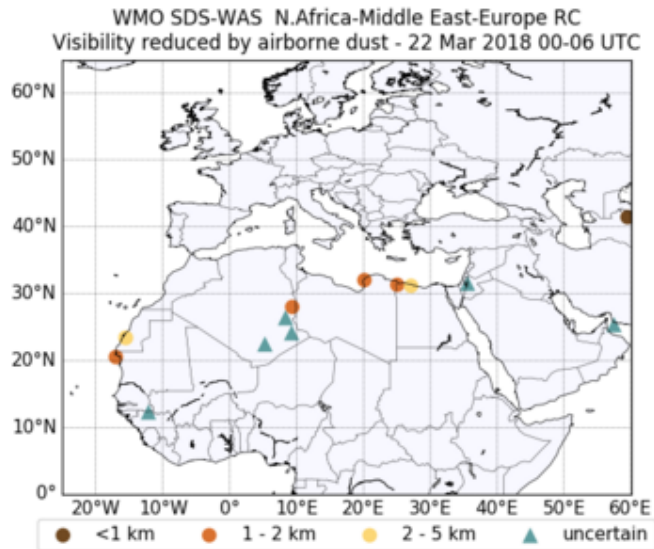 WMO SDS-WAS N.Africa-Middle East-Europe RC
Visibility reduced by airborne dust - 22 Mar 2018 00-06 UTC
60°N
50°N
40°N
30°N
20°N
10°N
0°
20°W 10°W 0° 10°E 20°E 30°E 40°E 50°E 60°E
<1 km 1 - 2 km 2 - 5 km uncertain